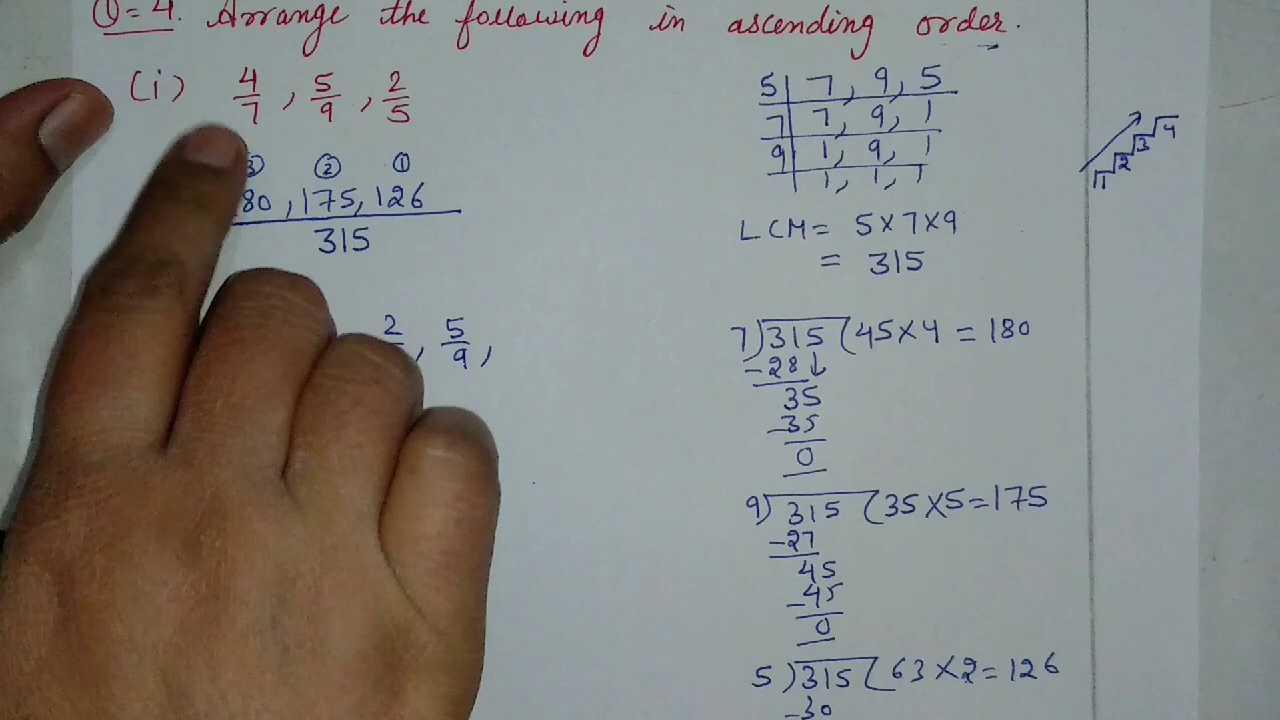 Q=4. Arrange the following in ascending order.
(i) 4/7, 5/9, 2/5
③ ② ①
80, 175, 126
315
2, 5/9,
5 | 7, 9, 5
7 | 7, 9, 1
9 | 1, 9, 1
1, 1, 1
LCM = 5×7×9
= 315
7)315(45×4 = 180
-28↓
35
-35
0
9)315(35×5=175
-27
45
-45
0
5)315(63×2=126
-30
1 2 3 4